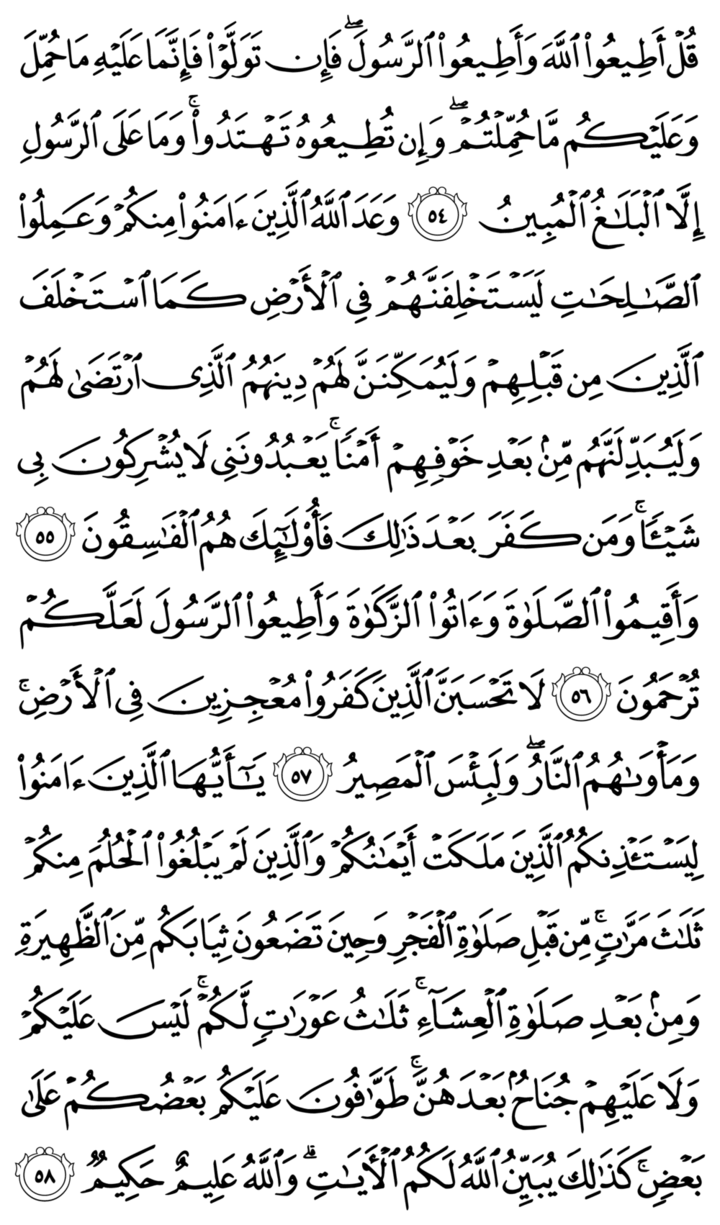 قُلۡ أَطِيعُواْ ٱللَّهَ وَأَطِيعُواْ ٱلرَّسُولَۖ فَإِن تَوَلَّوۡاْ فَإِنَّمَا عَلَيۡهِ مَا حُمِّلَ
وَعَلَيۡكُم مَّا حُمِّلۡتُمۡۖ وَإِن تُطِيعُوهُ تَهۡتَدُواْۚ وَمَا عَلَى ٱلرَّسُولِ
إِلَّا ٱلۡبَلَٰغُ ٱلۡمُبِينُ ٥٤ وَعَدَ ٱللَّهُ ٱلَّذِينَ ءَامَنُواْ مِنكُمۡ وَعَمِلُواْ
ٱلصَّٰلِحَٰتِ لَيَسۡتَخۡلِفَنَّهُمۡ فِي ٱلۡأَرۡضِ كَمَا ٱسۡتَخۡلَفَ
ٱلَّذِينَ مِن قَبۡلِهِمۡ وَلَيُمَكِّنَنَّ لَهُمۡ دِينَهُمُ ٱلَّذِي ٱرۡتَضَىٰ لَهُمۡ
وَلَيُبَدِّلَنَّهُم مِّنۢ بَعۡدِ خَوۡفِهِمۡ أَمۡنٗاۚ يَعۡبُدُونَنِي لَا يُشۡرِكُونَ بِي
شَيۡـٔٗاۚ وَمَن كَفَرَ بَعۡدَ ذَٰلِكَ فَأُوْلَٰٓئِكَ هُمُ ٱلۡفَٰسِقُونَ ٥٥
وَأَقِيمُواْ ٱلصَّلَوٰةَ وَءَاتُواْ ٱلزَّكَوٰةَ وَأَطِيعُواْ ٱلرَّسُولَ لَعَلَّكُمۡ
تُرۡحَمُونَ ٥٦ لَا تَحۡسَبَنَّ ٱلَّذِينَ كَفَرُواْ مُعۡجِزِينَ فِي ٱلۡأَرۡضِۚ
وَمَأۡوَىٰهُمُ ٱلنَّارُۖ وَلَبِئۡسَ ٱلۡمَصِيرُ ٥٧ يَٰٓأَيُّهَا ٱلَّذِينَ ءَامَنُواْ
لِيَسۡتَـٔۡذِنكُمُ ٱلَّذِينَ مَلَكَتۡ أَيۡمَٰنُكُمۡ وَٱلَّذِينَ لَمۡ يَبۡلُغُواْ ٱلۡحُلُمَ مِنكُمۡ
ثَلَٰثَ مَرَّٰتٖۚ مِّن قَبۡلِ صَلَوٰةِ ٱلۡفَجۡرِ وَحِينَ تَضَعُونَ ثِيَابَكُم مِّنَ ٱلظَّهِيرَةِ
وَمِنۢ بَعۡدِ صَلَوٰةِ ٱلۡعِشَآءِۚ ثَلَٰثُ عَوۡرَٰتٖ لَّكُمۡۚ لَيۡسَ عَلَيۡكُمۡ
وَلَا عَلَيۡهِمۡ جُنَاحُۢ بَعۡدَهُنَّۚ طَوَّٰفُونَ عَلَيۡكُم بَعۡضُكُمۡ عَلَىٰ
بَعۡضٖۚ كَذَٰلِكَ يُبَيِّنُ ٱللَّهُ لَكُمُ ٱلۡأٓيَٰتِۗ وَٱللَّهُ عَلِيمٌ حَكِيمٞ ٥٨